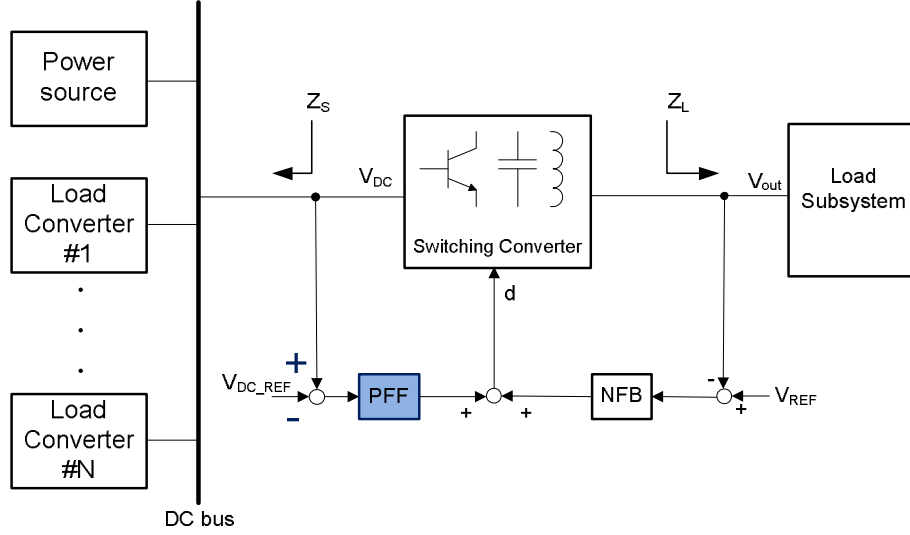 Power
source
Load
Converter
#1
.
.
.
Load
Converter
#N
DC bus
Z_S
V_DC
Switching Converter
d
Z_L
V_out
Load
Subsystem
V_DC_REF
+
-
PFF
+
+
NFB
-
+
V_REF